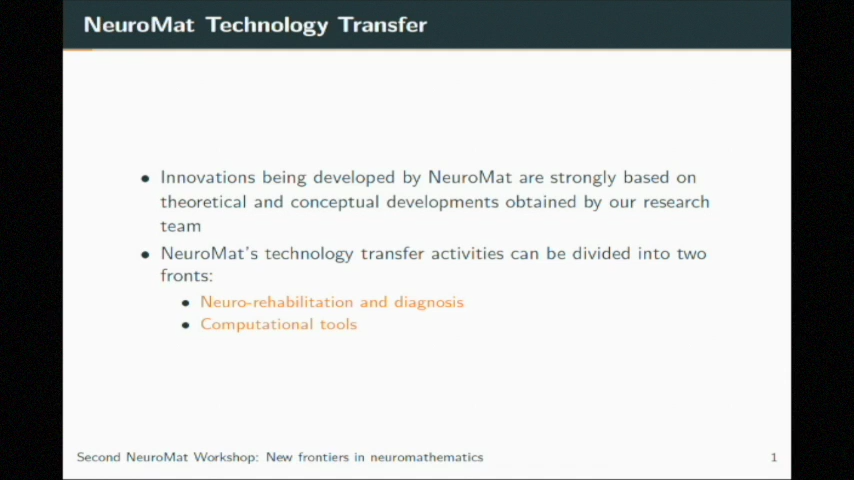 NeuroMat Technology Transfer
• Innovations being developed by NeuroMat are strongly based on
theoretical and conceptual developments obtained by our research
team
• NeuroMat's technology transfer activities can be divided into two
fronts:
• Neuro-rehabilitation and diagnosis
• Computational tools
Second NeuroMat Workshop: New frontiers in neuromathematics
1